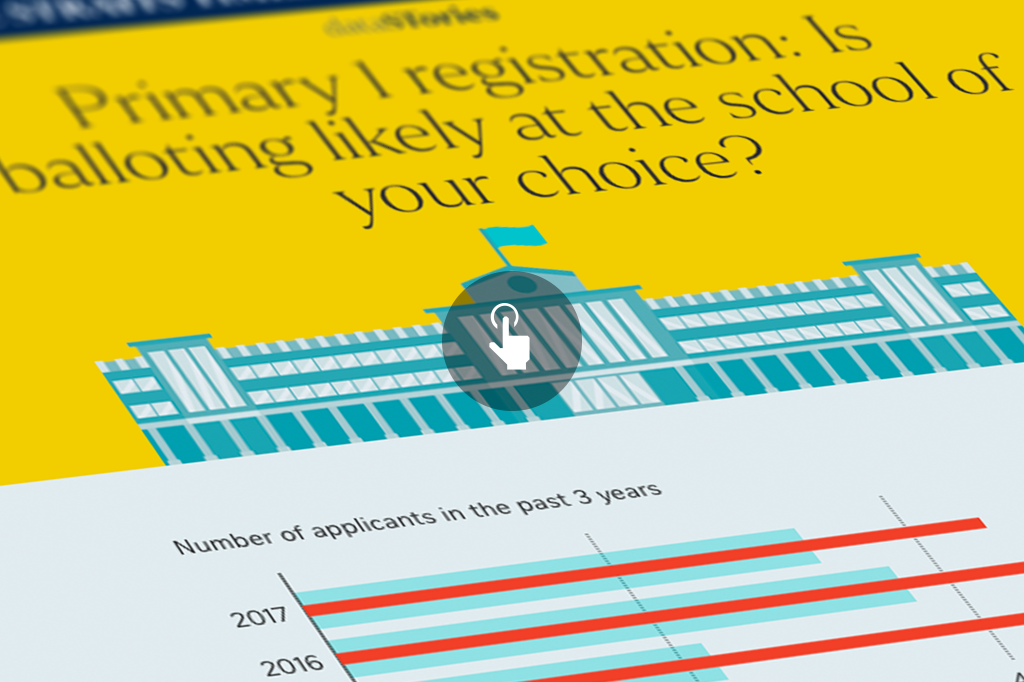 dataSTories
Primary 1 registration: Is
balloting likely at the school of
your choice?
Number of applicants in the past 3 years
2017
2016